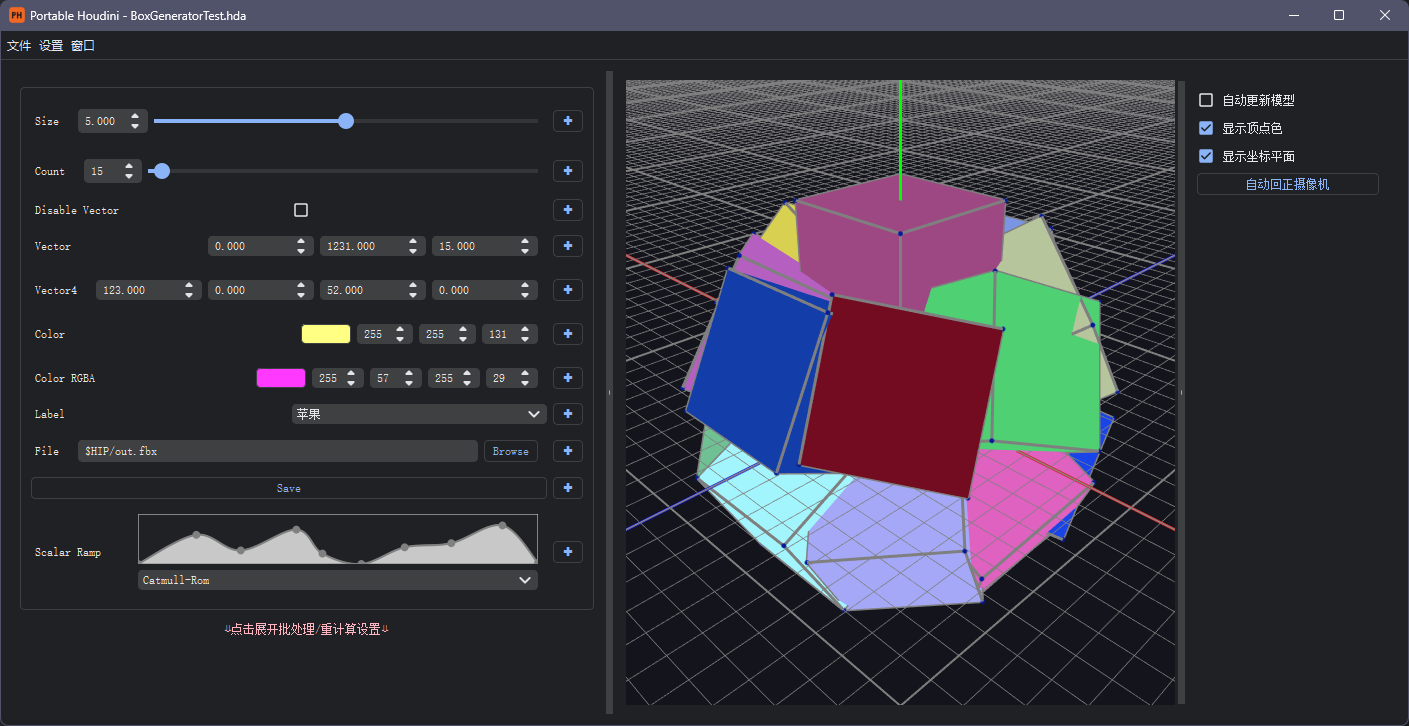 PH Portable Houdini - BoxGeneratorTest.hda
文件 设置 窗口
Size 5.000
Count 15
Disable Vector
Vector 0.000 1231.000 15.000
Vector4 123.000 0.000 52.000 0.000
Color 255 255 131
Color RGBA 255 57 255 29
Label 苹果
File $HIP/out.fbx Browse
Save
Scalar Ramp
Catmull-Rom
⇓点击展开批处理/重计算设置⇓
自动更新模型
显示顶点色
显示坐标平面
自动回正摄像机